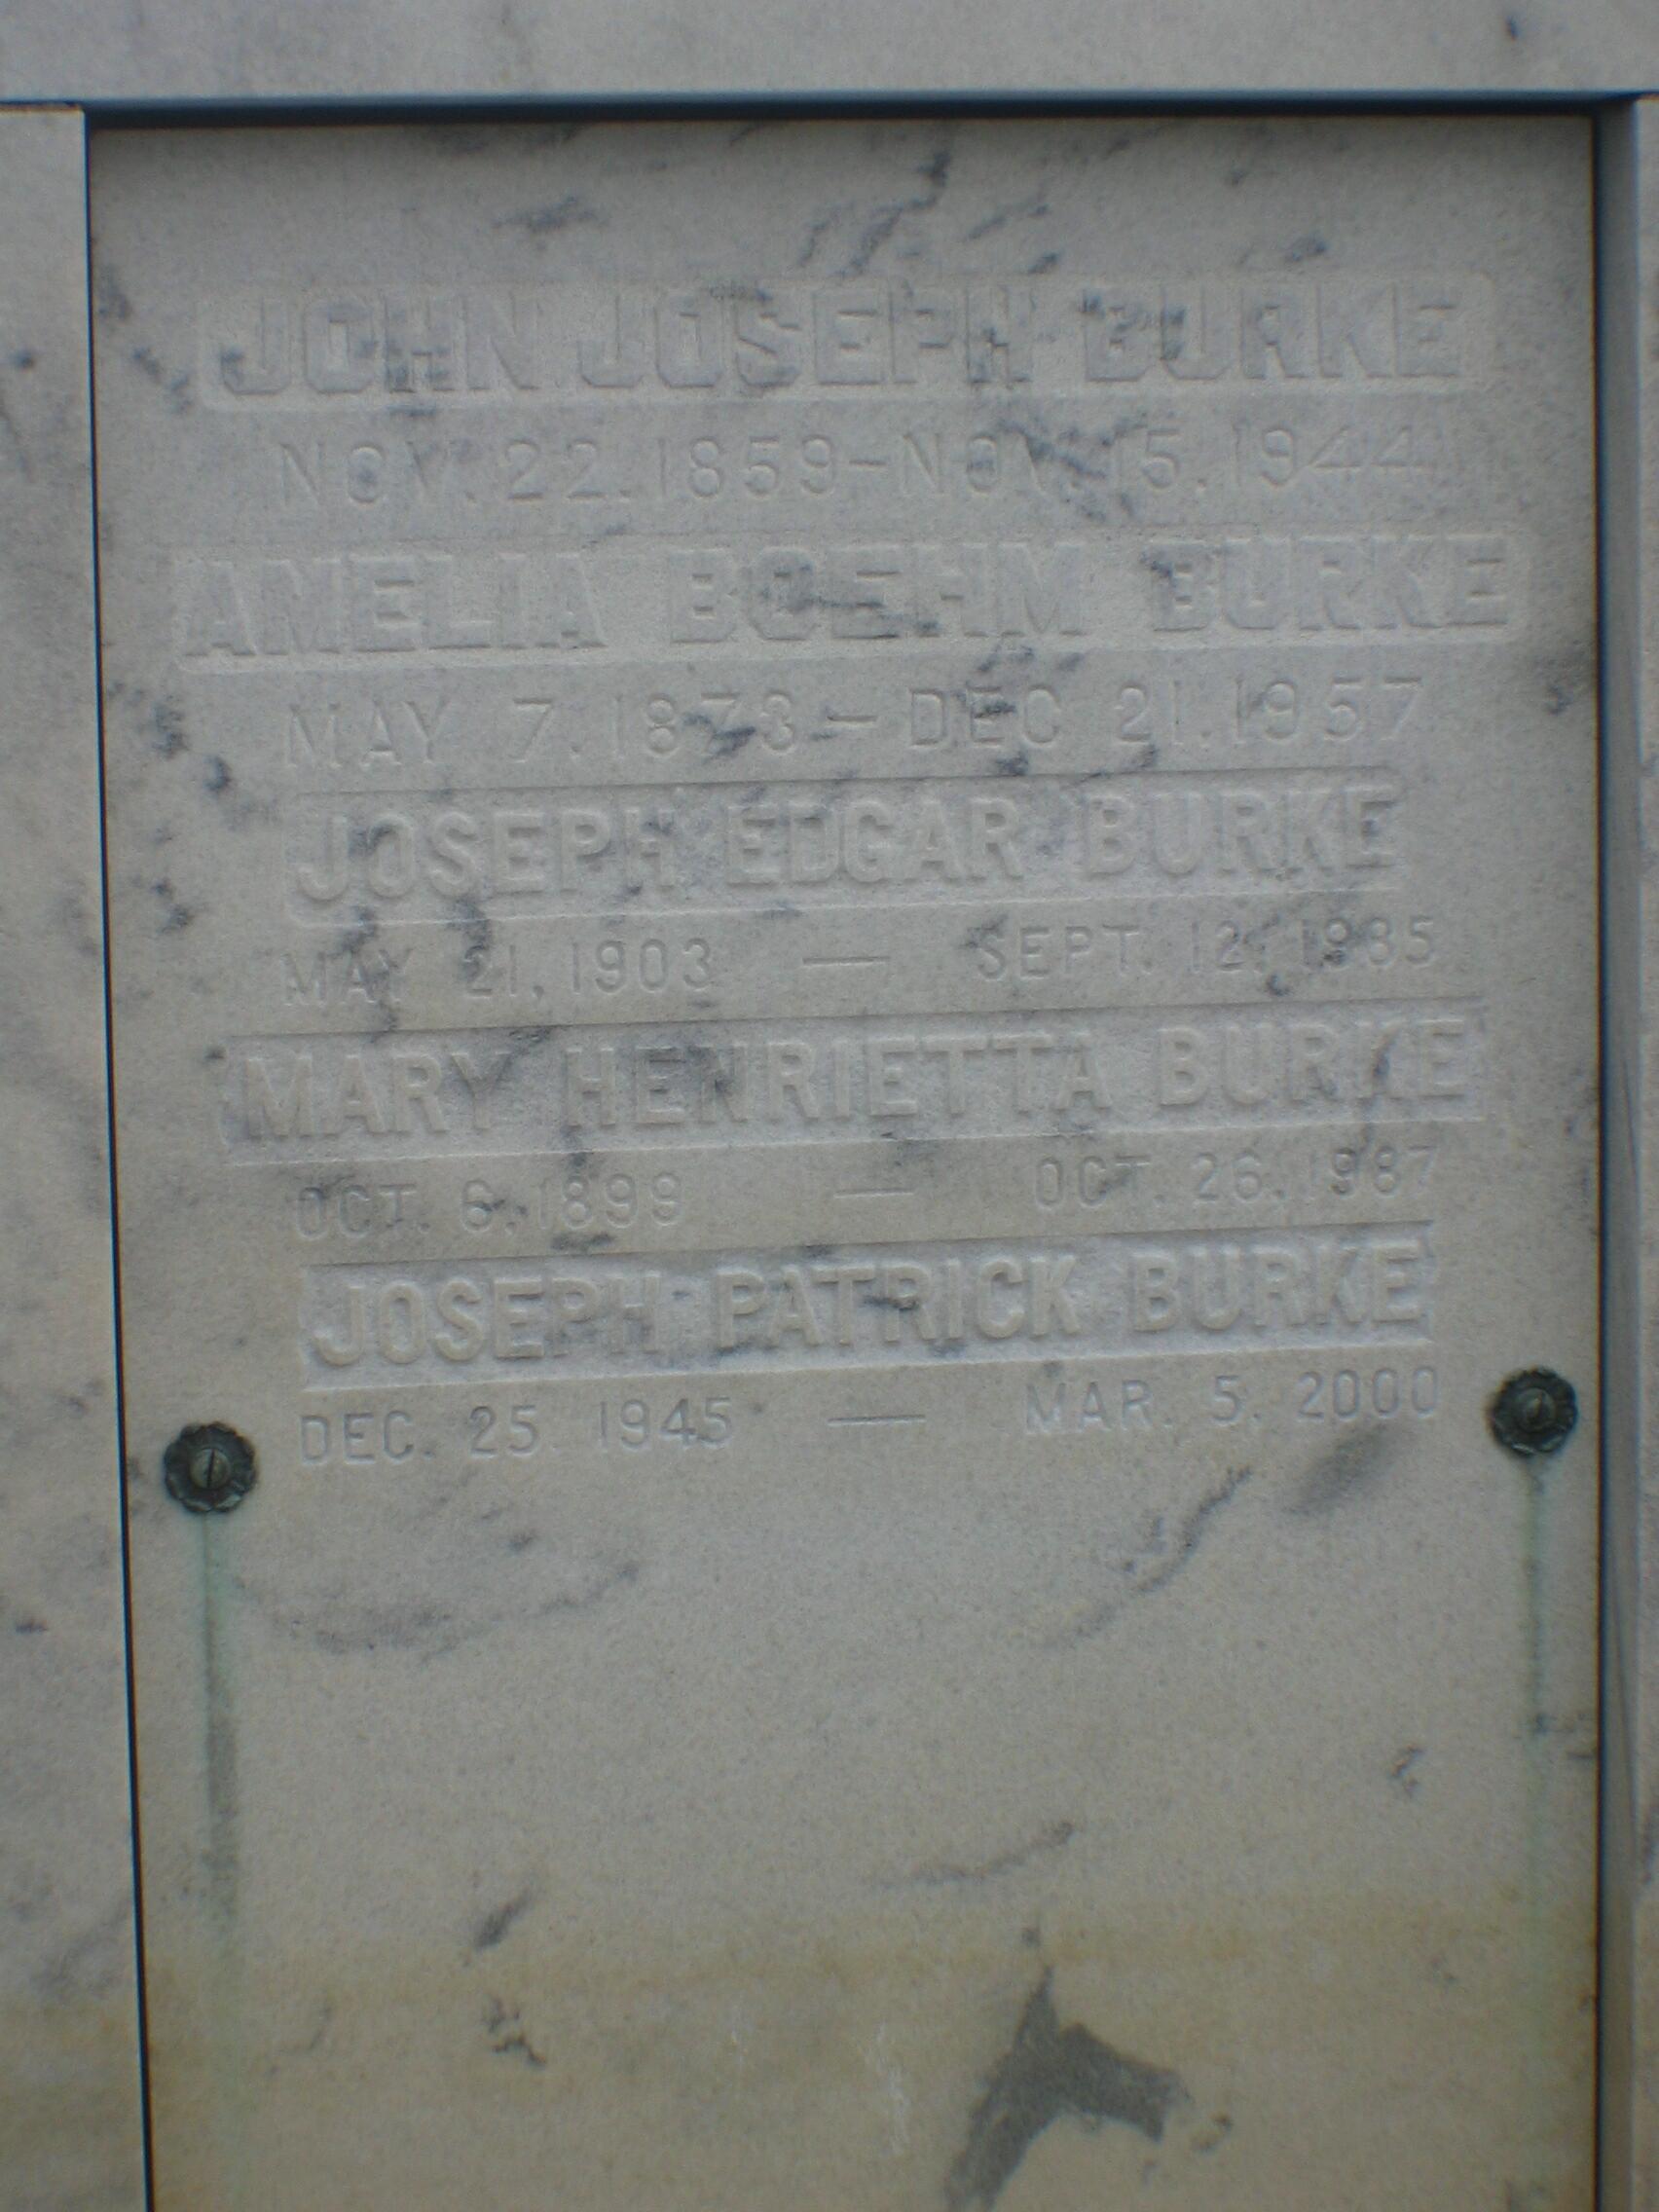 JOHN JOSEPH BURKE
NOV. 22. 1859 - NOV. 15. 1944
AMELIA BOEHM BURKE
MAY 7. 1873 - DEC 21. 1957
JOSEPH EDGAR BURKE
MAY 21, 1903 — SEPT. 12, 1985
MARY HENRIETTA BURKE
OCT. 6, 1899 — OCT. 26, 1987
JOSEPH PATRICK BURKE
DEC. 25, 1945 — MAR. 5, 2000